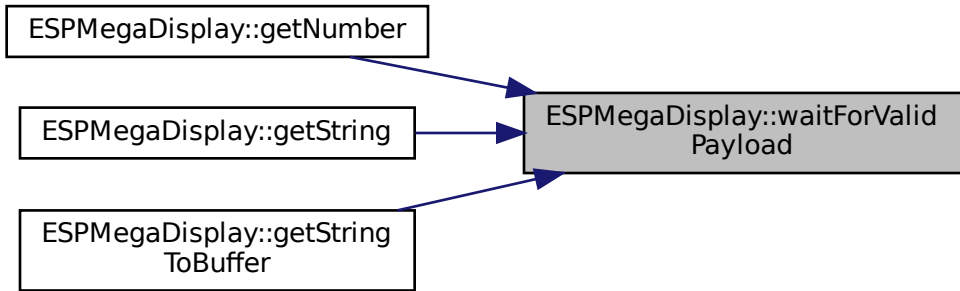 ESPMegaDisplay::getNumber
ESPMegaDisplay::getString
ESPMegaDisplay::getString
ToBuffer
ESPMegaDisplay::waitForValid
Payload